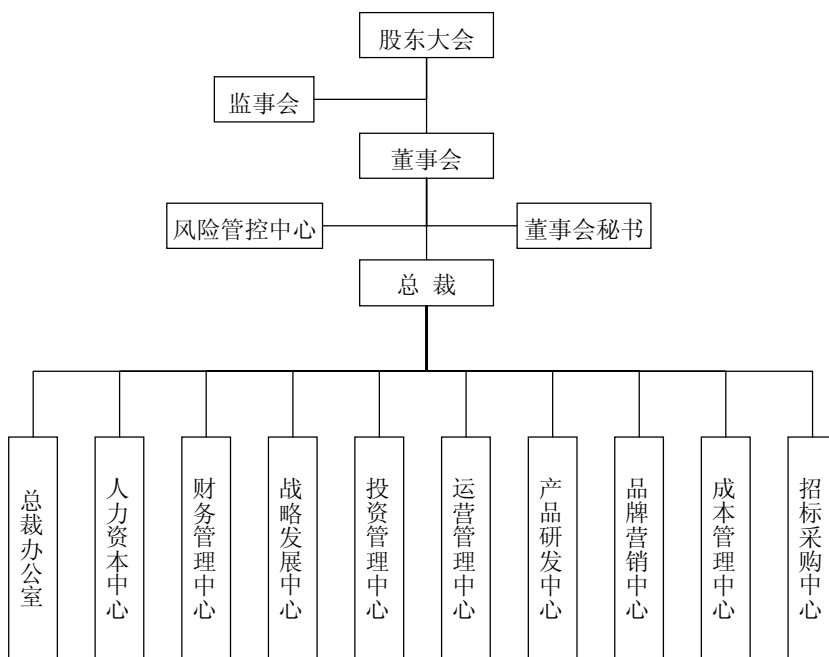 股东大会
监事会
董事会
风险管控中心
董事会秘书
总 裁
总裁办公室
人力资本中心
财务管理中心
战略发展中心
投资管理中心
运营管理中心
产品研发中心
品牌营销中心
成本管理中心
招标采购中心